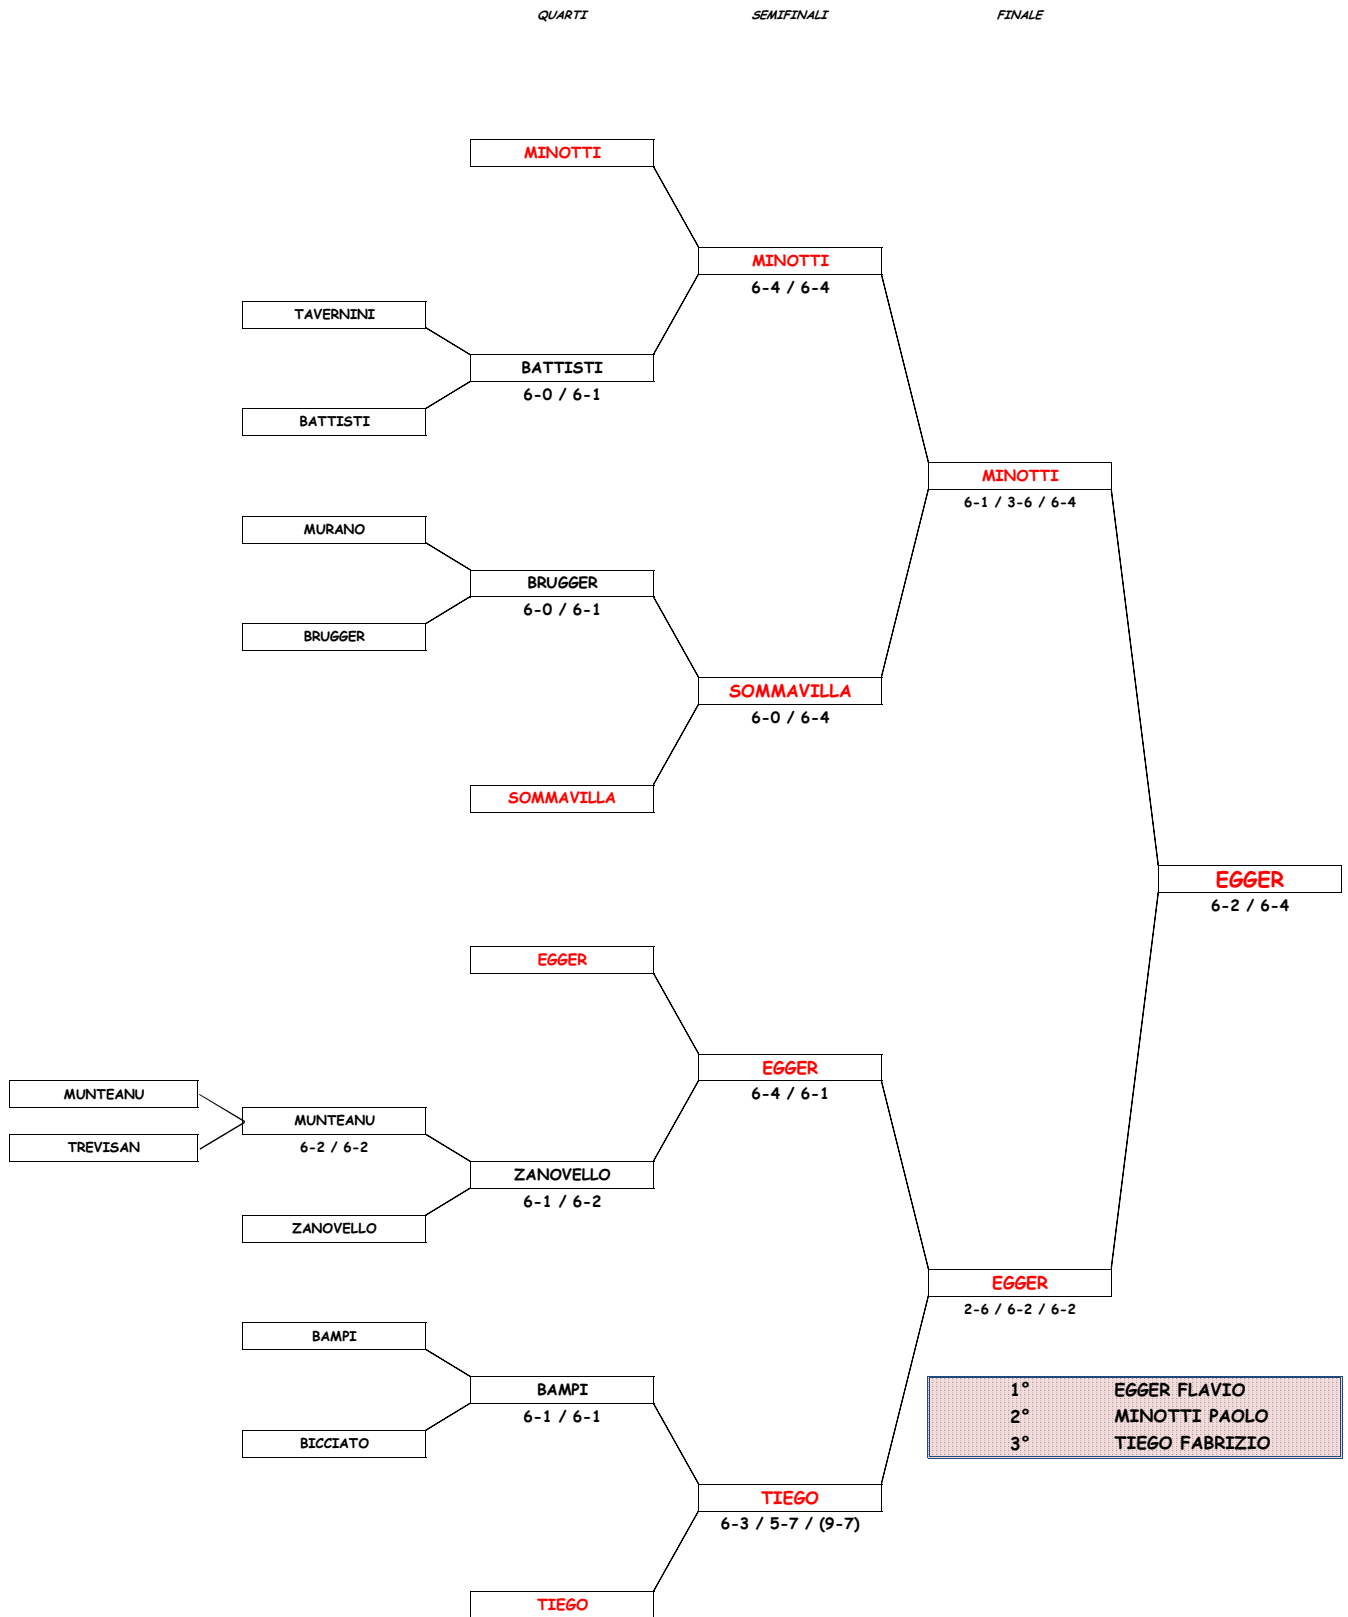 QUARTI SEMIFINALI FINALE
MINOTTI
MINOTTI
6-4 / 6-4
TAVERNINI
BATTISTI
6-0 / 6-1
BATTISTI
MINOTTI
6-1 / 3-6 / 6-4
MURANO
BRUGGER
6-0 / 6-1
BRUGGER
SOMMAVILLA
6-0 / 6-4
SOMMAVILLA
EGGER
6-2 / 6-4
EGGER
EGGER
6-4 / 6-1
MUNTEANU
MUNTEANU
6-2 / 6-2
TREVISAN
ZANOVELLO
6-1 / 6-2
ZANOVELLO
EGGER
2-6 / 6-2 / 6-2
BAMPI
BAMPI
6-1 / 6-1
BICCIATO
1° EGGER FLAVIO
2° MINOTTI PAOLO
3° TIEGO FABRIZIO
TIEGO
6-3 / 5-7 / (9-7)
TIEGO